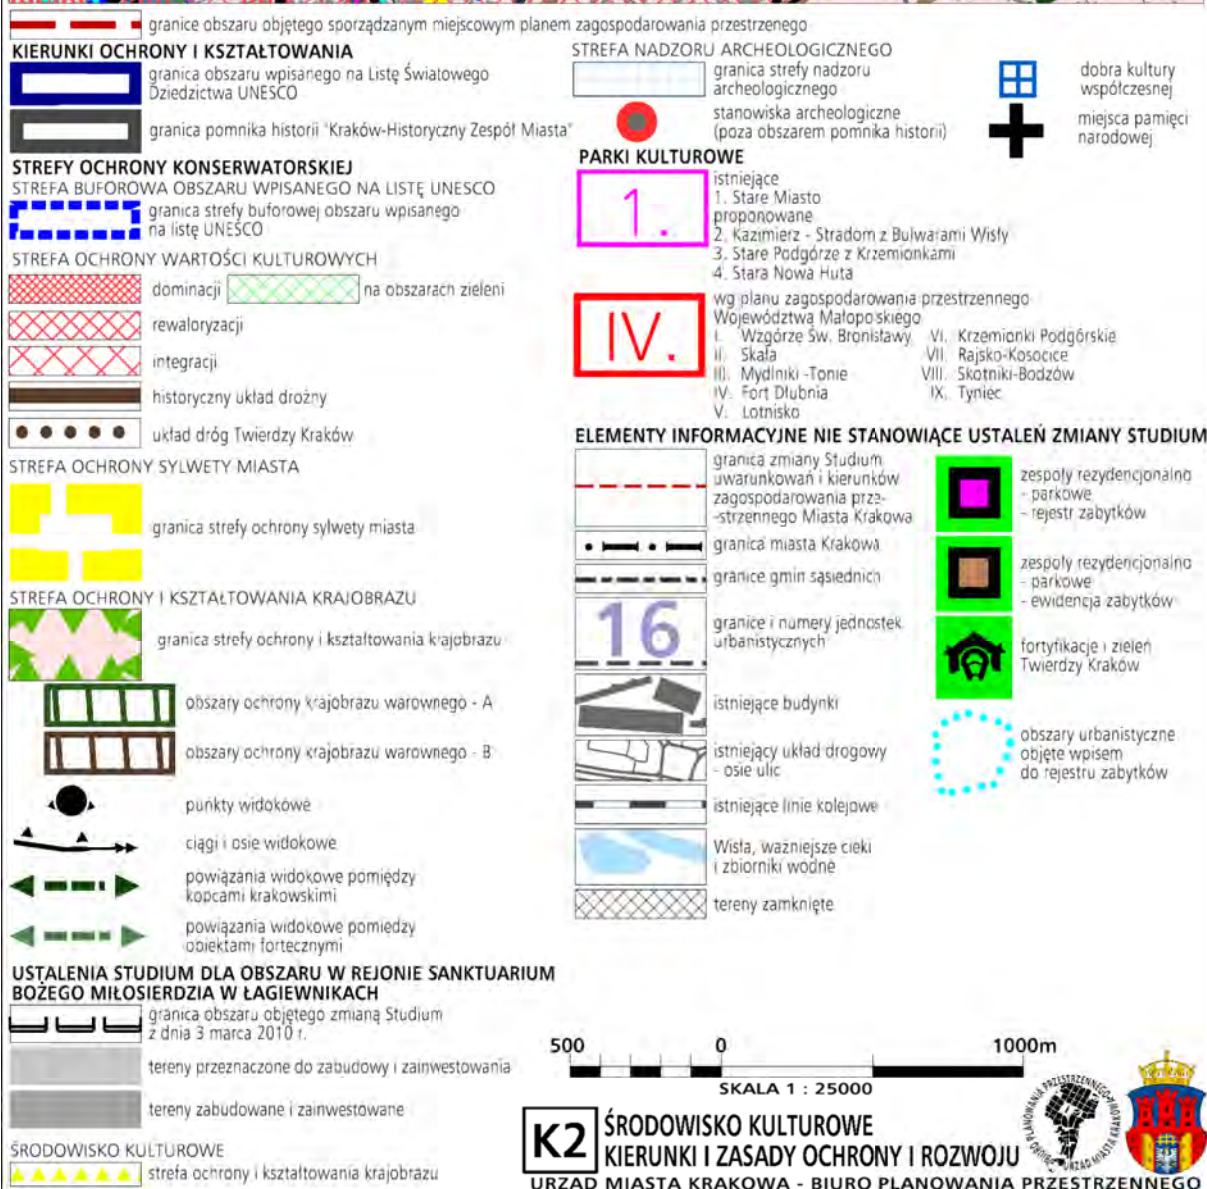 granice obszaru objętego sporządzanym miejscowym planem zagospodarowania przestrzenego
KIERUNKI OCHRONY I KSZTAŁTOWANIA
granica obszaru wpisanego na Listę Światowego
Dziedzictwa UNESCO
granica pomnika historii "Kraków-Historyczny Zespół Miasta"
STREFY OCHRONY KONSERWATORSKIEJ
STREFA BUFOROWA OBSZARU WPISANEGO NA LISTĘ UNESCO
granica strefy buforowej obszaru wpisanego
na listę UNESCO
STREFA OCHRONY WARTOŚCI KULTUROWYCH
dominacji
na obszarach zieleni
rewaloryzacji
integracji
historyczny układ drożny
układ dróg Twierdzy Kraków
STREFA OCHRONY SYLWETY MIASTA
granica strefy ochrony sylwety miasta
STREFA OCHRONY I KSZTAŁTOWANIA KRAJOBRAZU
granica strefy ochrony i kształtowania krajobrazu
obszary ochrony krajobrazu warownego - A
obszary ochrony krajobrazu warownego - B
punkty widokowe
ciągi i osie widokowe
powiązania widokowe pomiędzy
kopcami krakowskimi
powiązania widokowe pomiedzy
obiektami fortecznymi
USTALENIA STUDIUM DLA OBSZARU W REJONIE SANKTUARIUM
BOŻEGO MIŁOSIERDZIA W ŁAGIEWNIKACH
granica obszaru objętego zmianą Studium
z dnia 3 marca 2010 r.
tereny przeznaczone do zabudowy i zainwestowania
tereny zabudowane i zainwestowane
ŚRODOWISKO KULTUROWE
strefa ochrony i kształtowania krajobrazu
STREFA NADZORU ARCHEOLOGICZNEGO
granica strefy nadzoru
archeologicznego
stanowiska archeologiczne
(poza obszarem pomnika historii)
dobra kultury
współczesnej
miejsca pamięci
narodowej
PARKI KULTUROWE
1.
istniejące
1. Stare Miasto
proponowane
2. Kazimierz - Stradom z Bulwarami Wisły
3. Stare Podgórze z Krzemionkami
4. Stara Nowa Huta
IV.
wg planu zagospodarowania przestrzennego
Województwa Małopolskiego
I. Wzgórze Św. Bronisławy
II. Skała
III. Mydlniki -Tonie
IV. Fort Dłubnia
V. Lotnisko
VI. Krzemionki Podgórskie
VII. Rajsko-Kosocice
VIII. Skotniki-Bodzów
IX. Tyniec
ELEMENTY INFORMACYJNE NIE STANOWIĄCE USTALEŃ ZMIANY STUDIUM
granica zmiany Studium
uwarunkowań i kierunków
zagospodarowania prze-
-strzennego Miasta Krakowa
granica miasta Krakowa
granice gmin sąsiednich
16
granice i numery jednostek
urbanistycznych
istniejące budynki
istniejący układ drogowy
- osie ulic
istniejące linie kolejowe
Wisła, ważniejsze cieki
i zbiorniki wodne
tereny zamknięte
zespoły rezydencjonalno
- parkowe
- rejestr zabytków
zespoły rezydencjonalno
- parkowe
- ewidencja zabytków
fortyfikacje i zieleń
Twierdzy Kraków
obszary urbanistyczne
objęte wpisem
do rejestru zabytków
500 0 1000m
SKALA 1 : 25000
K2
ŚRODOWISKO KULTUROWE
KIERUNKI I ZASADY OCHRONY I ROZWOJU
BIURO PLANOWANIA PRZESTRZENNEGO URZĄD MIASTA KRAKOWA
URZĄD MIASTA KRAKOWA - BIURO PLANOWANIA PRZESTRZENNEGO